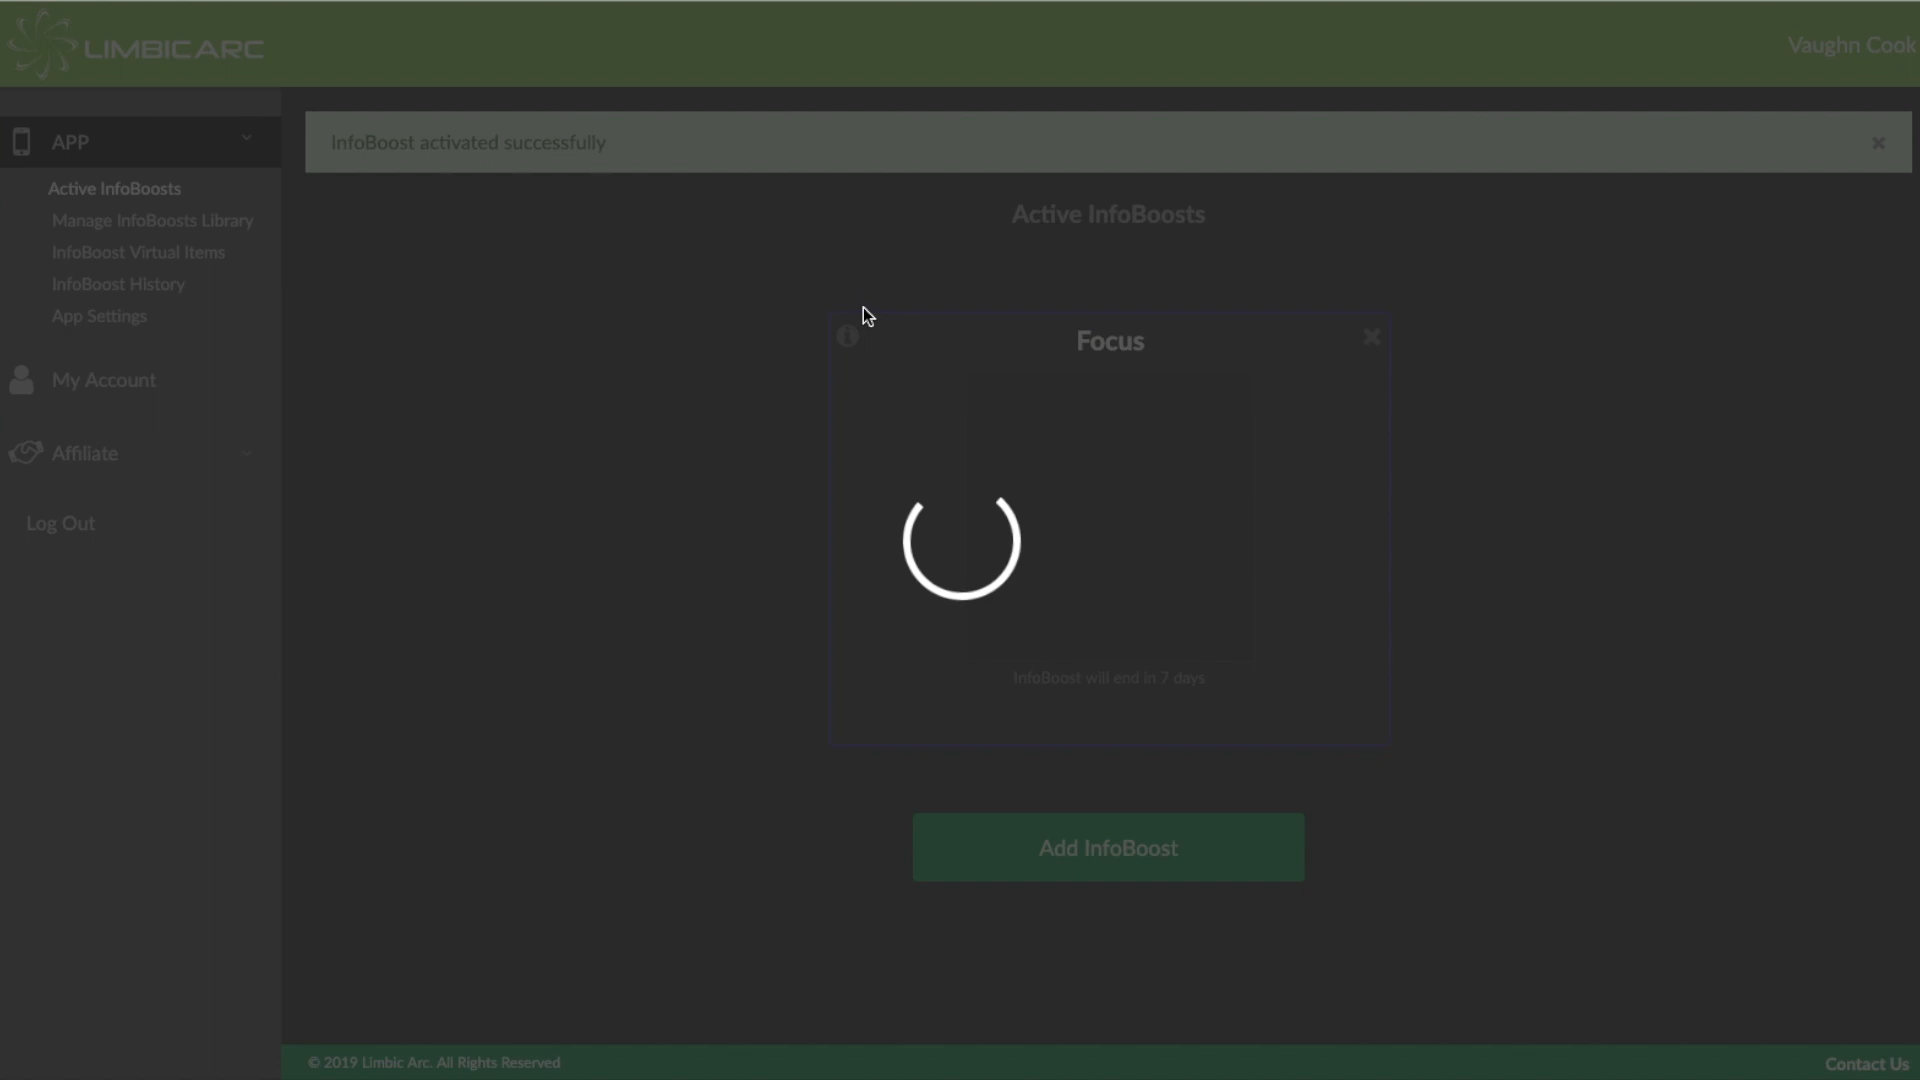 LIMBIC ARC
Vaughn Cook
APP
Active InfoBoosts
Manage InfoBoosts Library
InfoBoost Virtual Items
InfoBoost History
App Settings
My Account
Affiliate
Log Out
InfoBoost activated successfully
Active InfoBoosts
Focus
InfoBoost will end in 7 days
Add InfoBoost
© 2019 Limbic Arc. All Rights Reserved
Contact Us